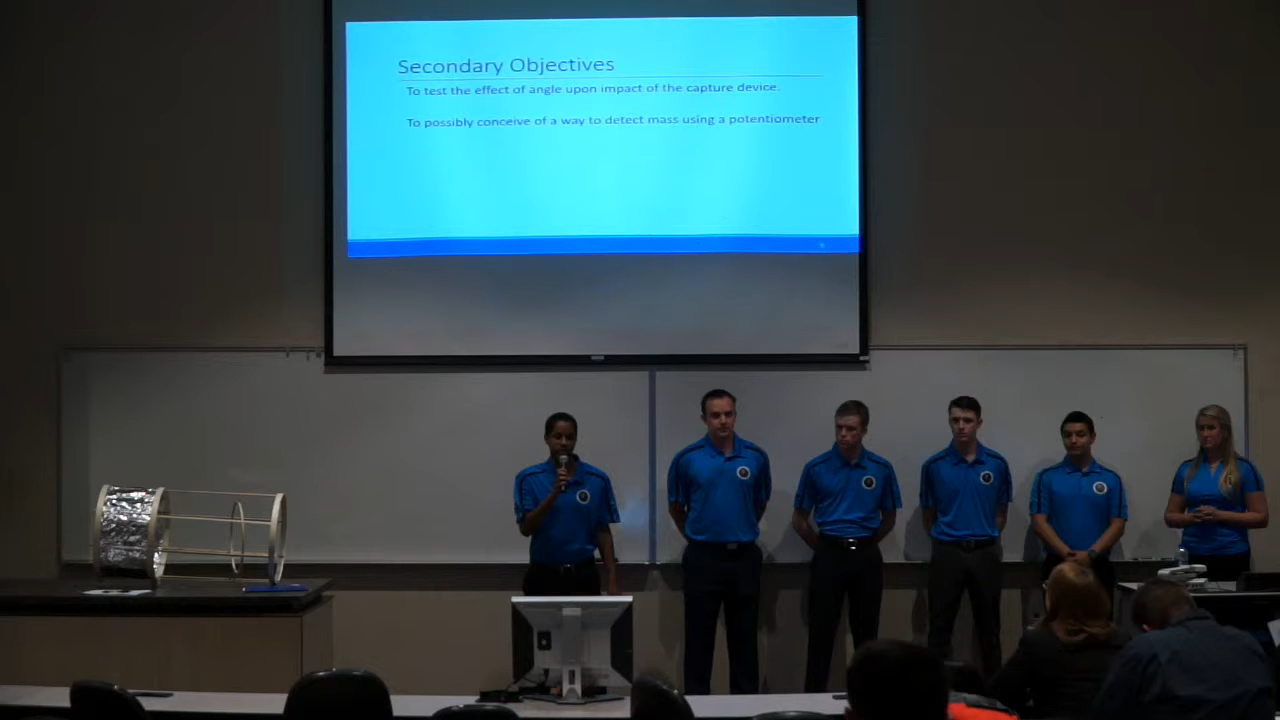 Secondary Objectives
To test the effect of angle upon impact of the capture device.
To possibly conceive of a way to detect mass using a potentiometer